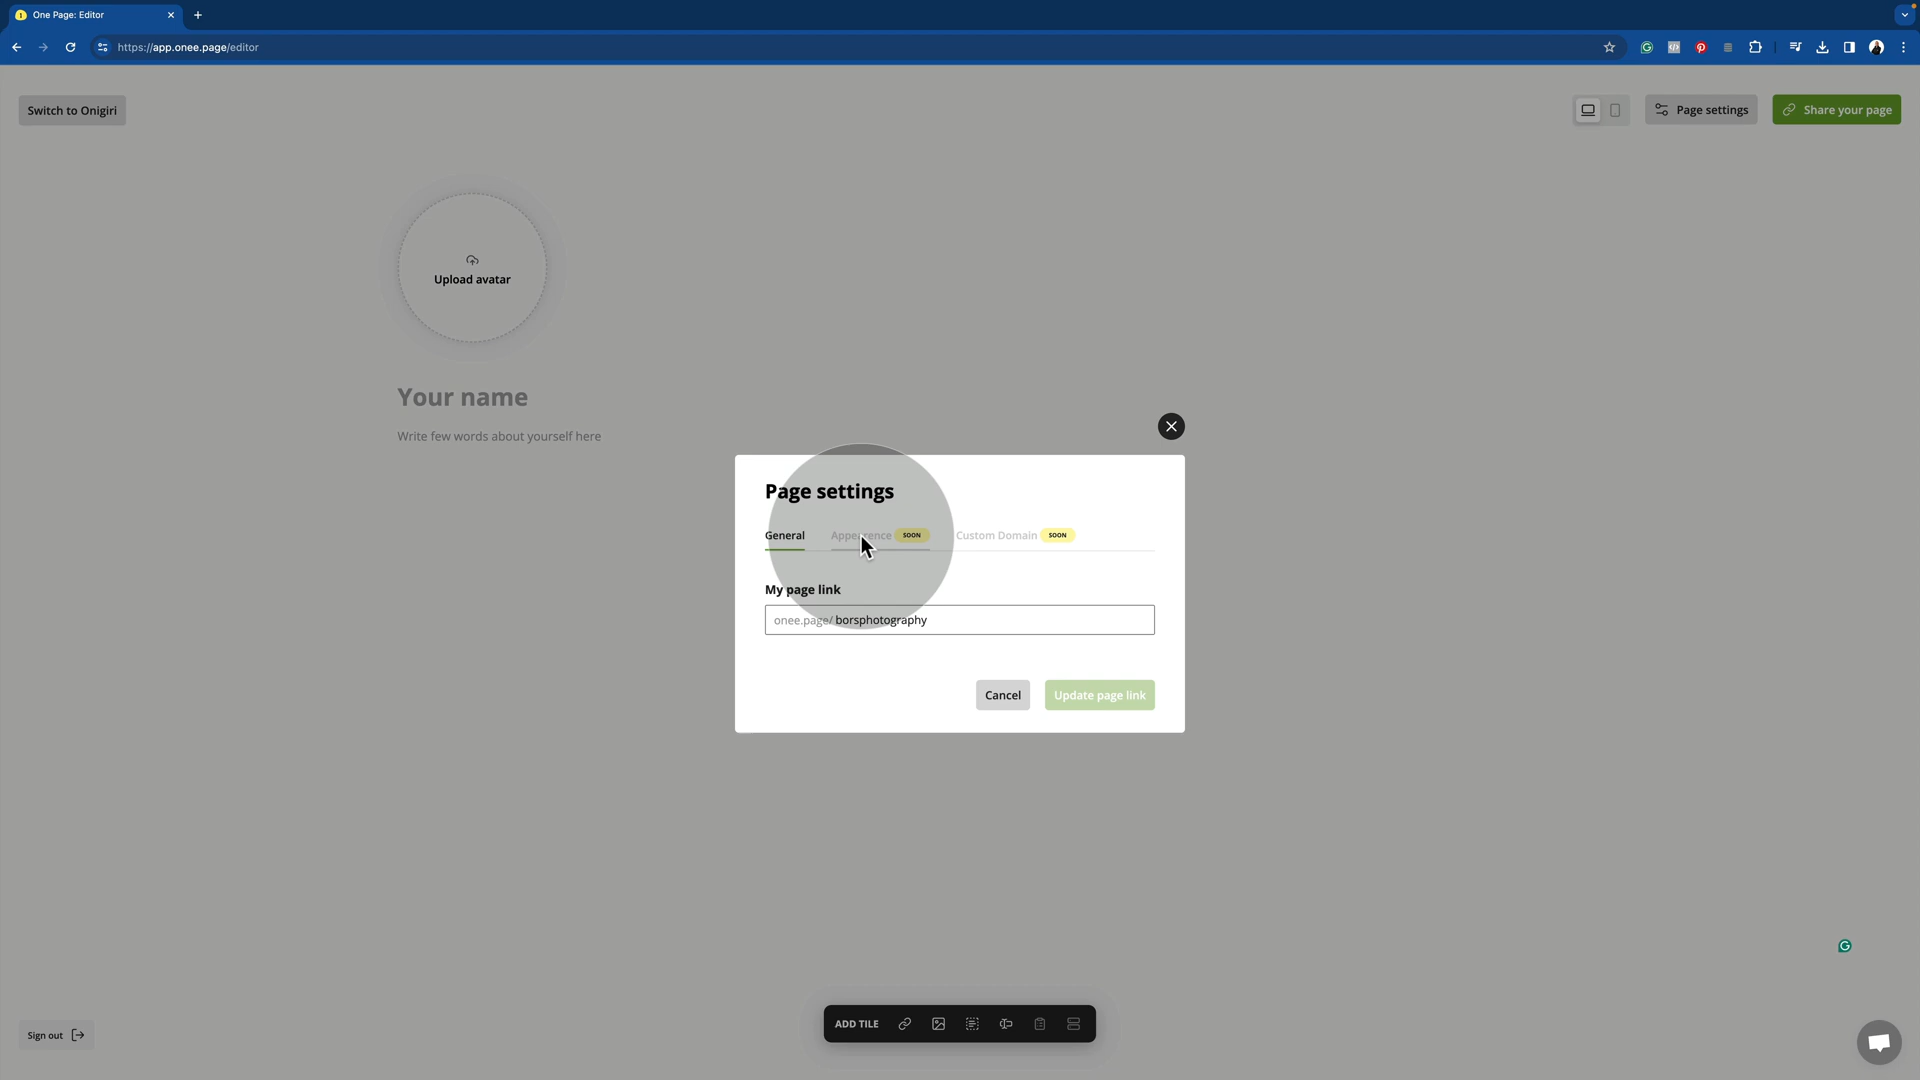 One Page: Editor
https://app.onee.page/editor
Switch to Onigiri
Page settings
Share your page
Upload avatar
Your name
Write few words about yourself here
Page settings
General
Appearence SOON
Custom Domain SOON
My page link
onee.page/ borsphotography
Cancel
Update page link
ADD TILE
Sign out